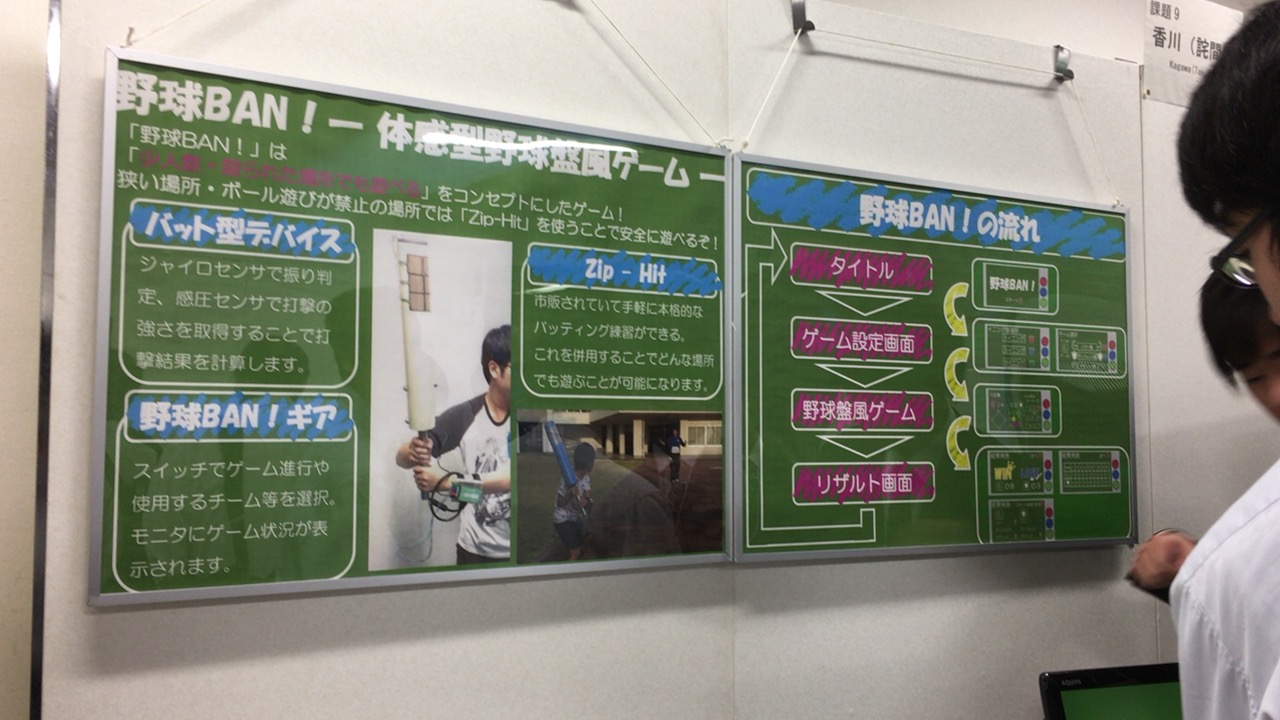 野球BAN!ー 体感型野球盤風ゲーム ー
「野球BAN!」は
「少人数・限られた場所でも遊べる」をコンセプトにしたゲーム!
狭い場所・ボール遊びが禁止の場所では「Zip-Hit」を使うことで安全に遊べるぞ!
バット型デバイス
ジャイロセンサで振り判
定、感圧センサで打撃の
強さを取得することで打
撃結果を計算します。
野球BAN!ギア
スイッチでゲーム進行や
使用するチーム等を選択。
モニタにゲーム状況が表
示されます。
Zip - Hit
市販されていて手軽に本格的な
バッティング練習ができる。
これを併用することでどんな場所
でも遊ぶことが可能になります。
野球BAN!の流れ
タイトル
ゲーム設定画面
野球盤風ゲーム
リザルト画面
野球BAN!
WIN
課題9
香川(詫間
Kagawa(Ta
AQUOS